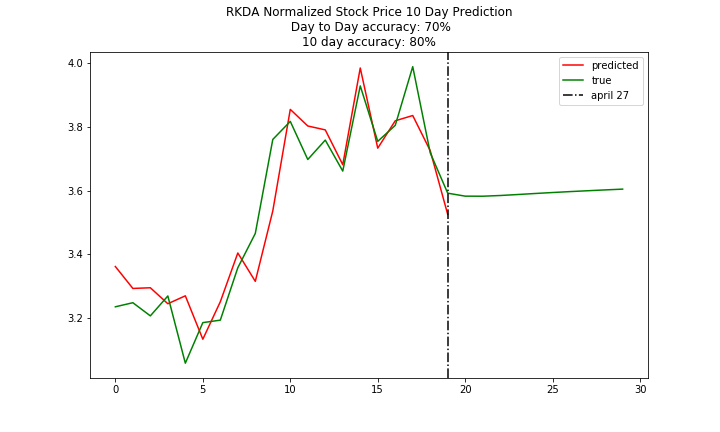 RKDA Normalized Stock Price 10 Day Prediction
Day to Day accuracy: 70%
10 day accuracy: 80%
predicted
true
april 27
4.0
3.8
3.6
3.4
3.2
0 5 10 15 20 25 30